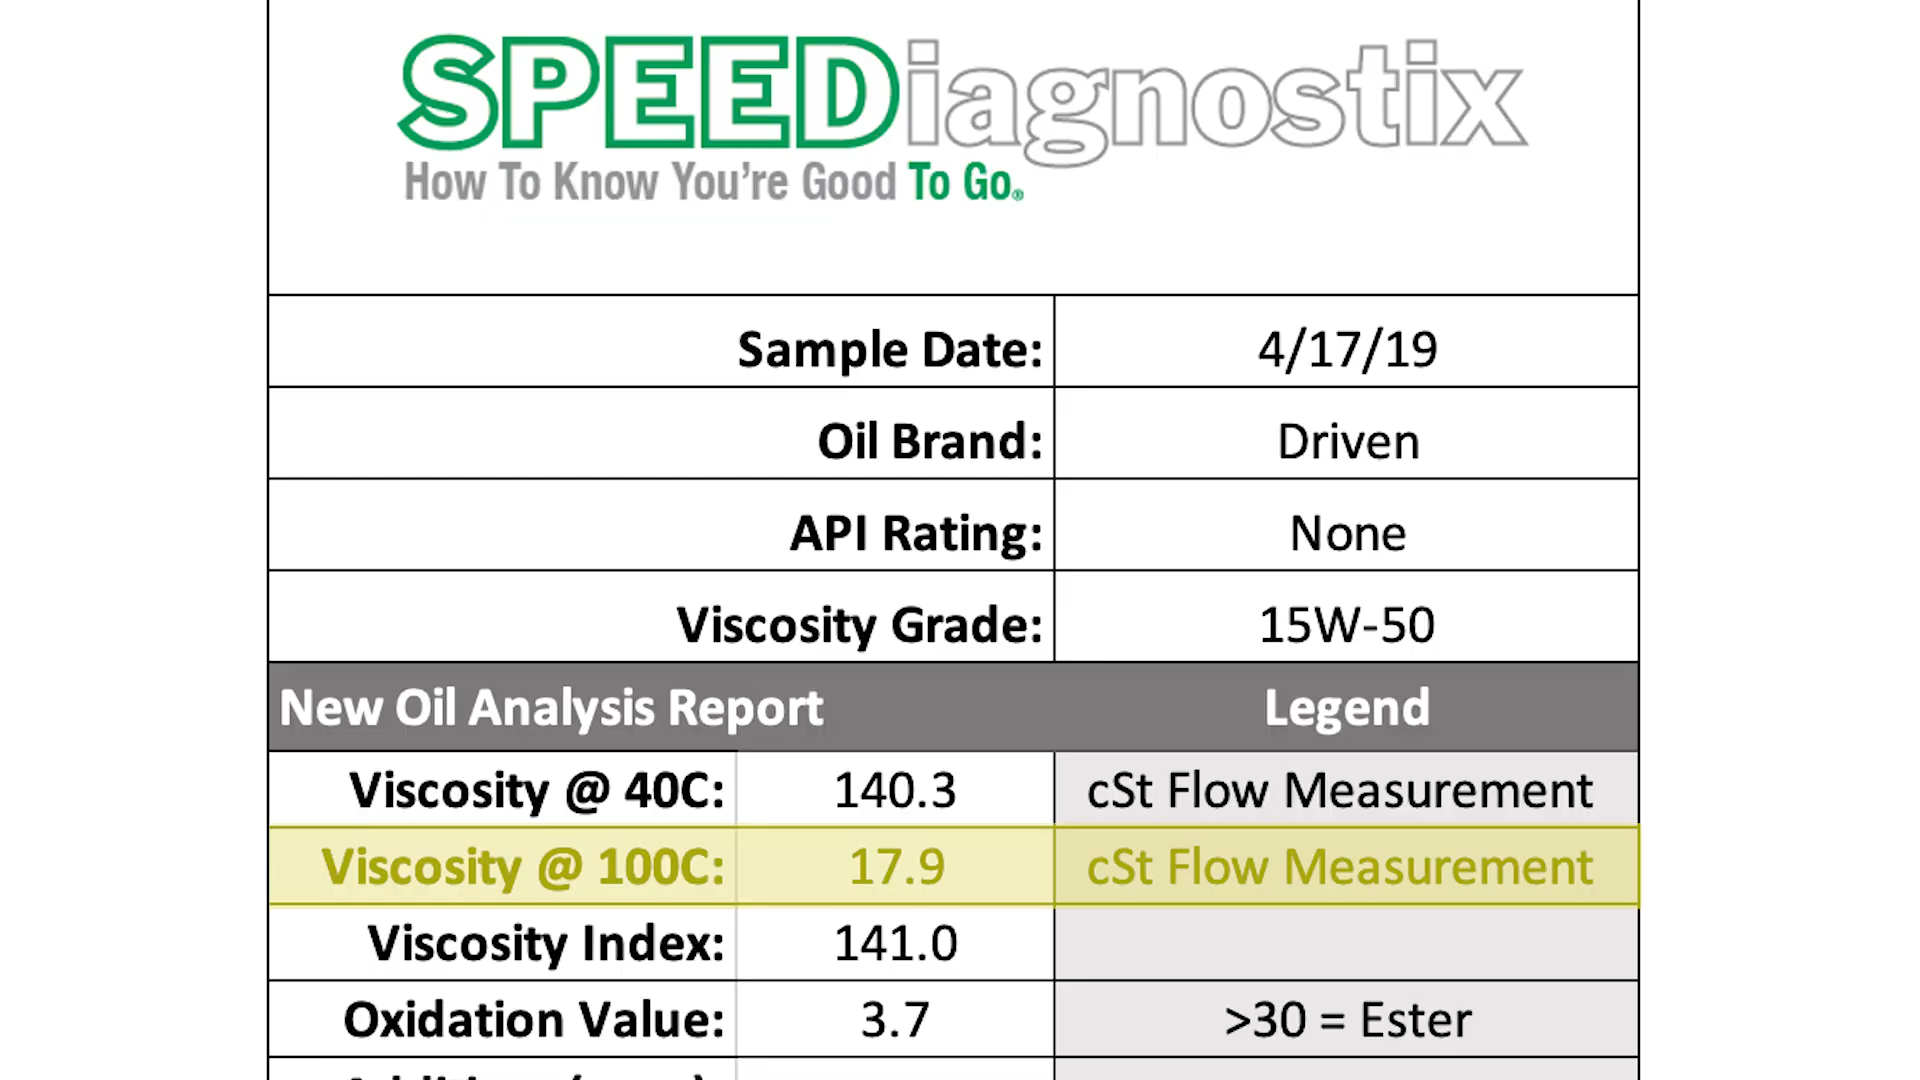 SPEEDiagnostix
How To Know You're Good To Go.®
Sample Date: 4/17/19
Oil Brand: Driven
API Rating: None
Viscosity Grade: 15W-50
New Oil Analysis Report Legend
Viscosity @ 40C: 140.3 cSt Flow Measurement
Viscosity @ 100C: 17.9 cSt Flow Measurement
Viscosity Index: 141.0
Oxidation Value: 3.7 >30 = Ester